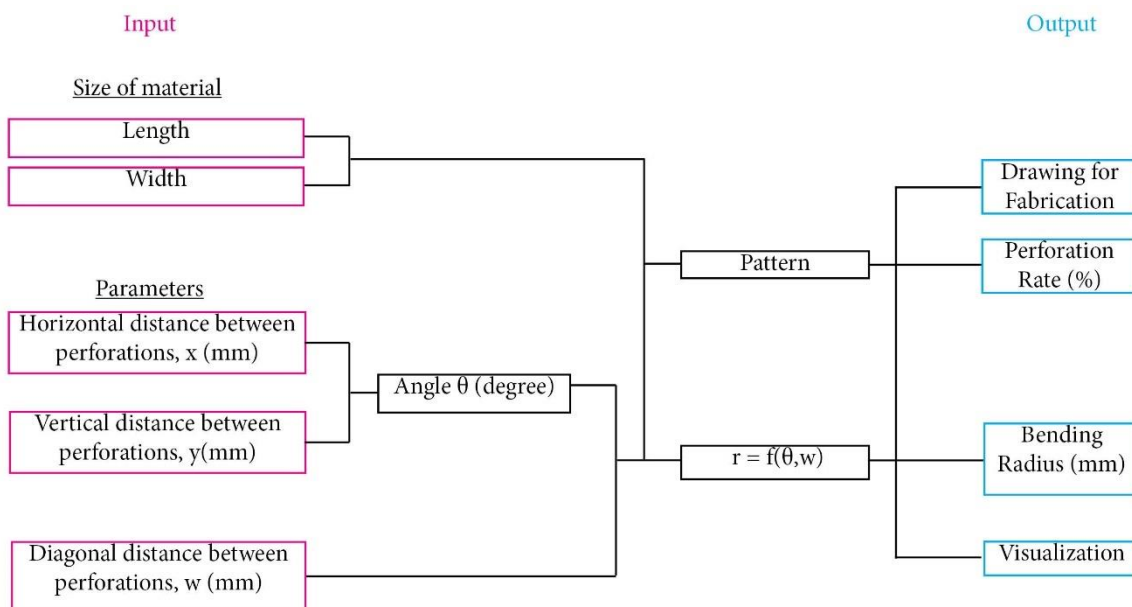 Input
Output
Size of material
Length
Width
Drawing for
Fabrication
Pattern
Perforation
Rate (%)
Parameters
Horizontal distance between
perforations, x (mm)
Angle θ (degree)
Vertical distance between
perforations, y(mm)
r = f(θ,w)
Bending
Radius (mm)
Diagonal distance between
perforations, w (mm)
Visualization